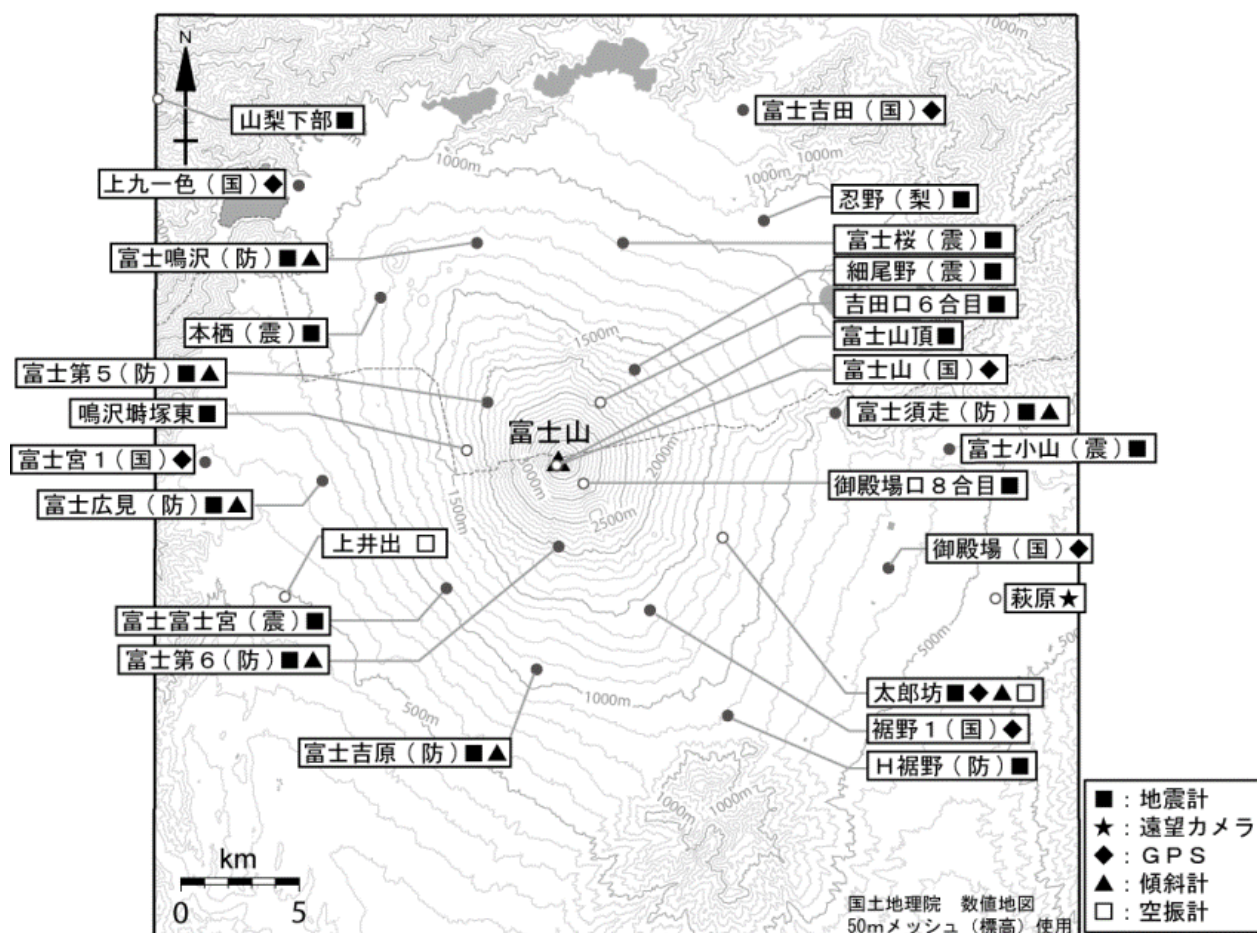 N
山梨下部■
富士吉田（国）◆
1000m
1000m
1000m
上九一色（国）◆
忍野（梨）■
富士鳴沢（防）■▲
富士桜（震）■
細尾野（震）■
吉田口６合目■
本栖（震）■
1500m
富士山頂■
富士第５（防）■▲
富士山（国）◆
鳴沢塒塚東■
富士須走（防）■▲
富士山
富士小山（震）■
富士宮１（国）◆
2000m
3000m
富士広見（防）■▲
御殿場口８合目■
1500m
2500m
上井出 □
御殿場（国）◆
萩原★
富士富士宮（震）■
500m
富士第６（防）■▲
太郎坊■◆▲□
1000m
500m
裾野１（国）◆
富士吉原（防）■▲
Ｈ裾野（防）■
1000m
1000m
■：地震計
★：遠望カメラ
◆：ＧＰＳ
▲：傾斜計
□：空振計
km
0 5
国土地理院　数値地図
50mメッシュ（標高）使用